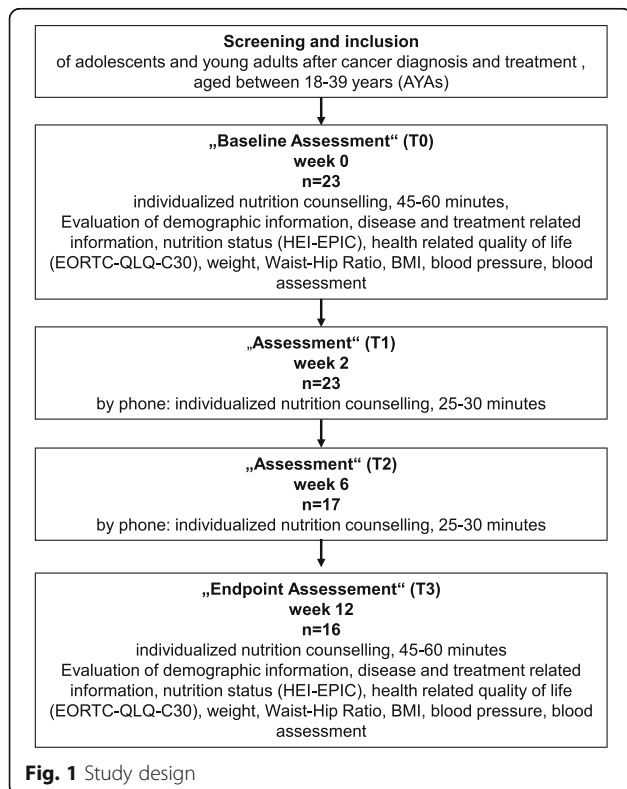 Screening and inclusion
of adolescents and young adults after cancer diagnosis and treatment ,
aged between 18-39 years (AYAs)
„Baseline Assessment“ (T0)
week 0
n=23
individualized nutrition counselling, 45-60 minutes,
Evaluation of demographic information, disease and treatment related
information, nutrition status (HEI-EPIC), health related quality of life
(EORTC-QLQ-C30), weight, Waist-Hip Ratio, BMI, blood pressure, blood
assessment
„Assessment“ (T1)
week 2
n=23
by phone: individualized nutrition counselling, 25-30 minutes
„Assessment“ (T2)
week 6
n=17
by phone: individualized nutrition counselling, 25-30 minutes
„Endpoint Assessement“ (T3)
week 12
n=16
individualized nutrition counselling, 45-60 minutes
Evaluation of demographic information, disease and treatment related
information, nutrition status (HEI-EPIC), health related quality of life
(EORTC-QLQ-C30), weight, Waist-Hip Ratio, BMI, blood pressure, blood
assessment
Fig. 1 Study design